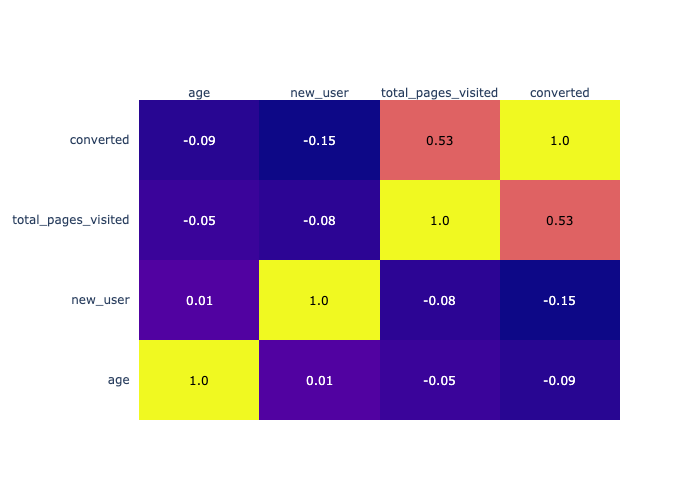 age new_user total_pages_visited converted
converted -0.09 -0.15 0.53 1.0
total_pages_visited -0.05 -0.08 1.0 0.53
new_user 0.01 1.0 -0.08 -0.15
age 1.0 0.01 -0.05 -0.09